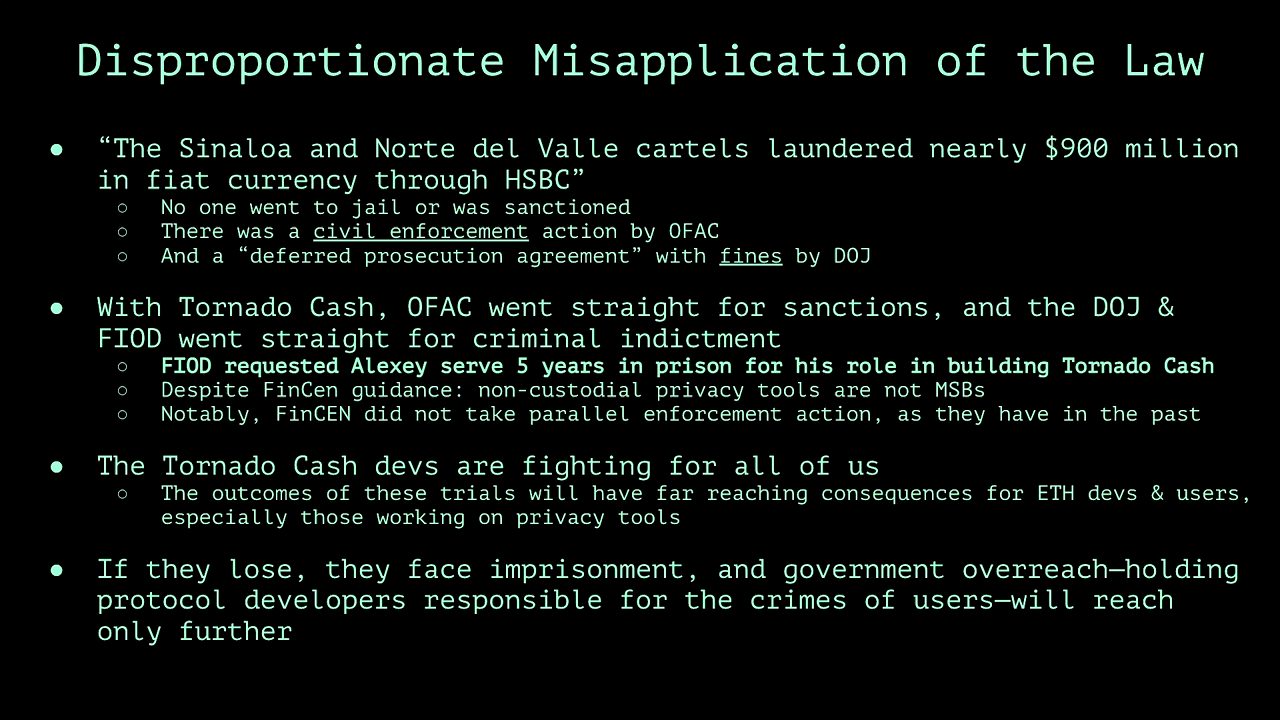 Disproportionate Misapplication of the Law
● “The Sinaloa and Norte del Valle cartels laundered nearly $900 million
in fiat currency through HSBC”
○ No one went to jail or was sanctioned
○ There was a civil enforcement action by OFAC
○ And a “deferred prosecution agreement” with fines by DOJ
● With Tornado Cash, OFAC went straight for sanctions, and the DOJ &
FIOD went straight for criminal indictment
○ FIOD requested Alexey serve 5 years in prison for his role in building Tornado Cash
○ Despite FinCen guidance: non-custodial privacy tools are not MSBs
○ Notably, FinCEN did not take parallel enforcement action, as they have in the past
● The Tornado Cash devs are fighting for all of us
○ The outcomes of these trials will have far reaching consequences for ETH devs & users,
especially those working on privacy tools
● If they lose, they face imprisonment, and government overreach—holding
protocol developers responsible for the crimes of users—will reach
only further